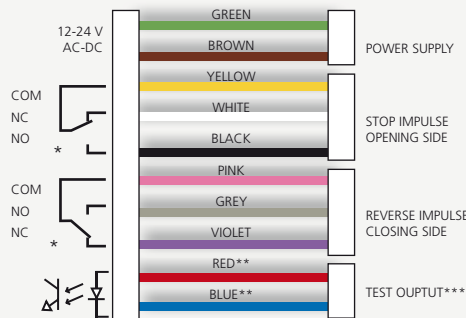 12-24 V
AC-DC
GREEN
BROWN
POWER SUPPLY
COM
NC
NO
*
YELLOW
WHITE
BLACK
STOP IMPULSE
OPENING SIDE
COM
NO
NC
*
PINK
GREY
VIOLET
REVERSE IMPULSE
CLOSING SIDE
RED**
BLUE**
TEST OUPTUT***